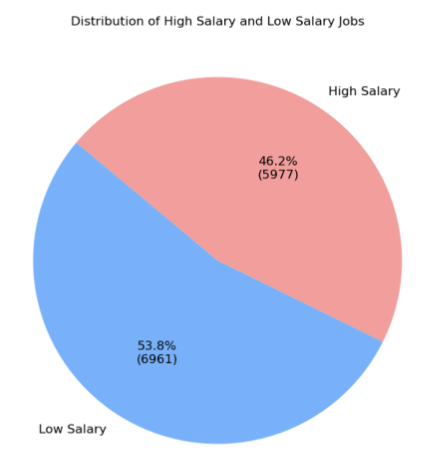 Distribution of High Salary and Low Salary Jobs
High Salary
46.2%
(5977)
53.8%
(6961)
Low Salary